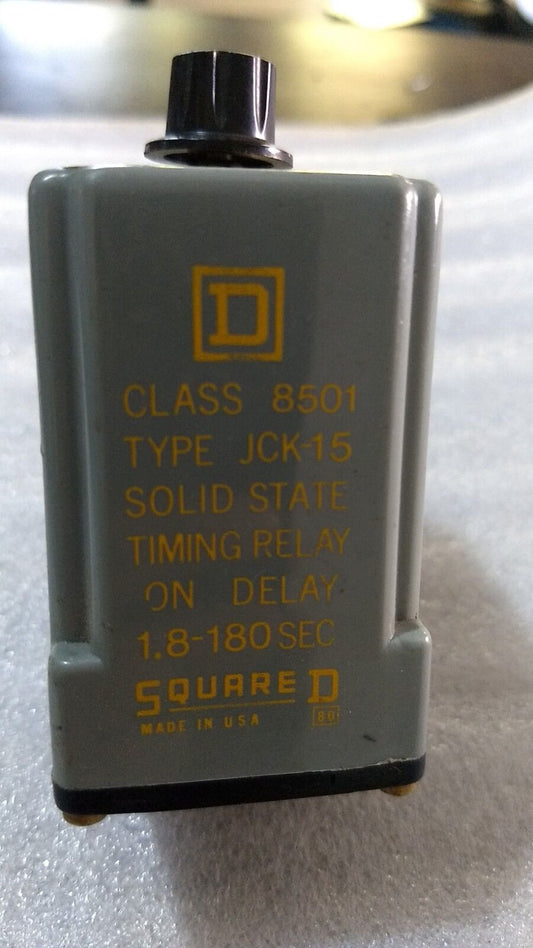 D
CLASS 8501
TYPE JCK-15
SOLID STATE
TIMING RELAY
ON DELAY
1.8-180 SEC
SQUARE D
MADE IN USA 80